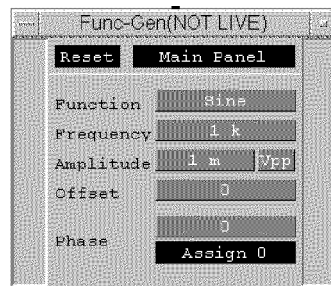 Func-Gen(NOT LIVE)
Reset Main Panel
Function Sine
Frequency 1 k
Amplitude 1 m Vpp
Offset 0
0
Phase
Assign 0